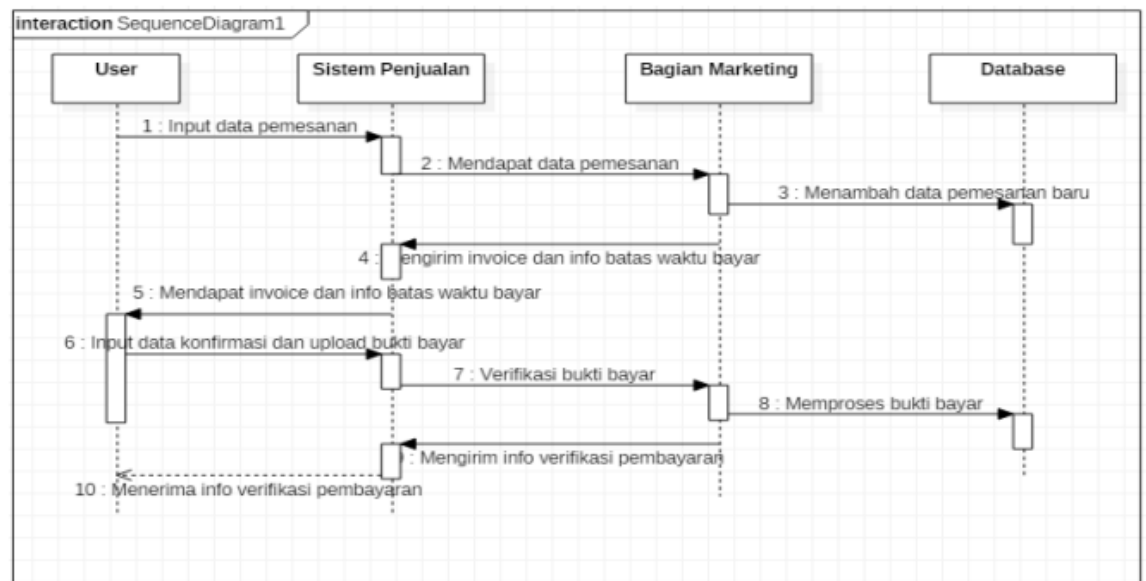 interaction SequenceDiagram1
User
Sistem Penjualan
Bagian Marketing
Database
1 : Input data pemesanan
2 : Mendapat data pemesanan
3 : Menambah data pemesanan baru
4 : engirim invoice dan info batas waktu bayar
5 : Mendapat invoice dan info batas waktu bayar
6 : Input data konfirmasi dan upload bukti bayar
7 : Verifikasi bukti bayar
8 : Memproses bukti bayar
: Mengirim info verifikasi pembayaran
10 : Menerima info verifikasi pembayaran